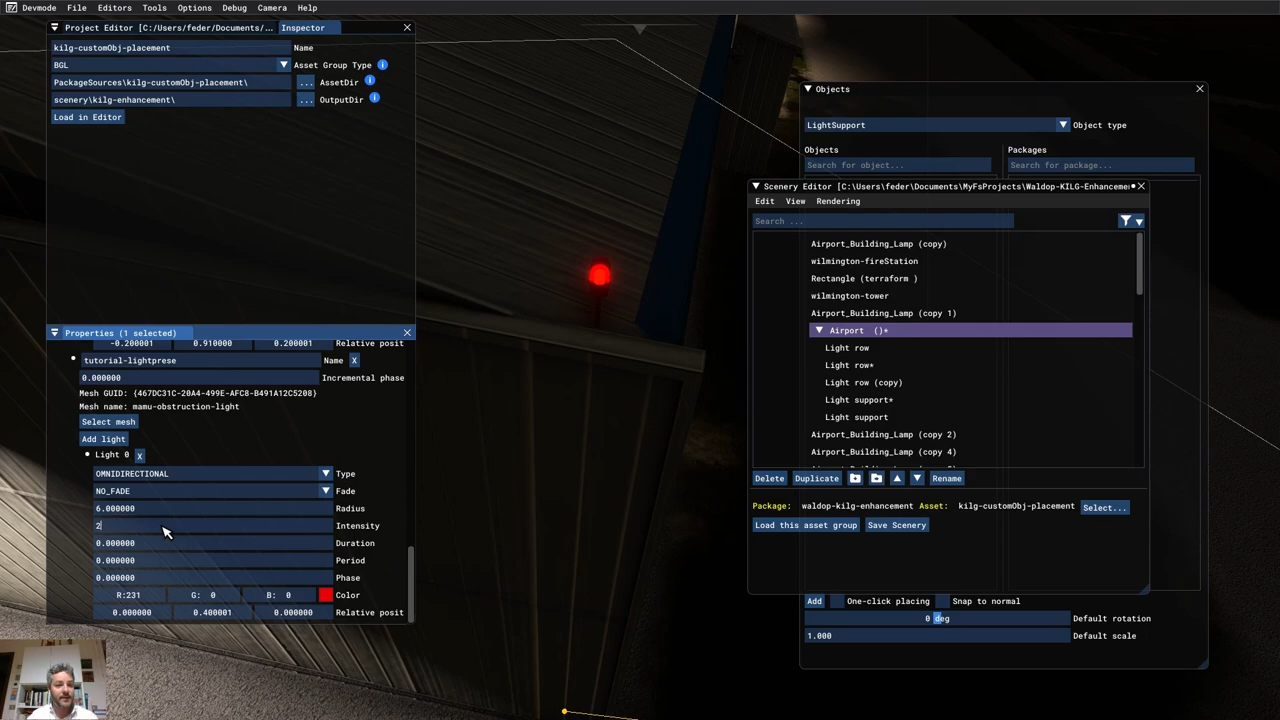 Devmode File Editors Tools Options Debug Camera Help
Project Editor [C:/Users/feder/Documents/... Inspector
kilg-customObj-placement Name
BGL Asset Group Type
PackageSources\kilg-customObj-placement\ ... AssetDir
scenery\kilg-enhancement\ ... OutputDir
Load in Editor
Properties (1 selected)
-0.200001 0.910000 0.200001 Relative posit
tutorial-lightprese Name X
0.000000 Incremental phase
Mesh GUID: {467DC31C-20A4-499E-AFC8-B491A12C5208}
Mesh name: mamu-obstruction-light
Select mesh
Add light
Light 0 X
OMNIDIRECTIONAL Type
NO_FADE Fade
6.000000 Radius
2 Intensity
0.000000 Duration
0.000000 Period
0.000000 Phase
R:231 G: 0 B: 0 Color
0.000000 0.400001 0.000000 Relative posit
Objects
LightSupport Object type
Objects Packages
Search for object... Search for package...
Scenery Editor [C:\Users\feder\Documents\MyFsProjects\Waldop-KILG-Enhanceme
Edit View Rendering
Search ...
Airport_Building_Lamp (copy)
wilmington-fireStation
Rectangle (terraform )
wilmington-tower
Airport_Building_Lamp (copy 1)
Airport ()*
Light row
Light row*
Light row (copy)
Light support*
Light support
Airport_Building_Lamp (copy 2)
Airport_Building_Lamp (copy 4)
Delete Duplicate Rename
Package: waldop-kilg-enhancement Asset: kilg-customObj-placement Select...
Load this asset group Save Scenery
Add One-click placing Snap to normal
0 deg Default rotation
1.000 Default scale